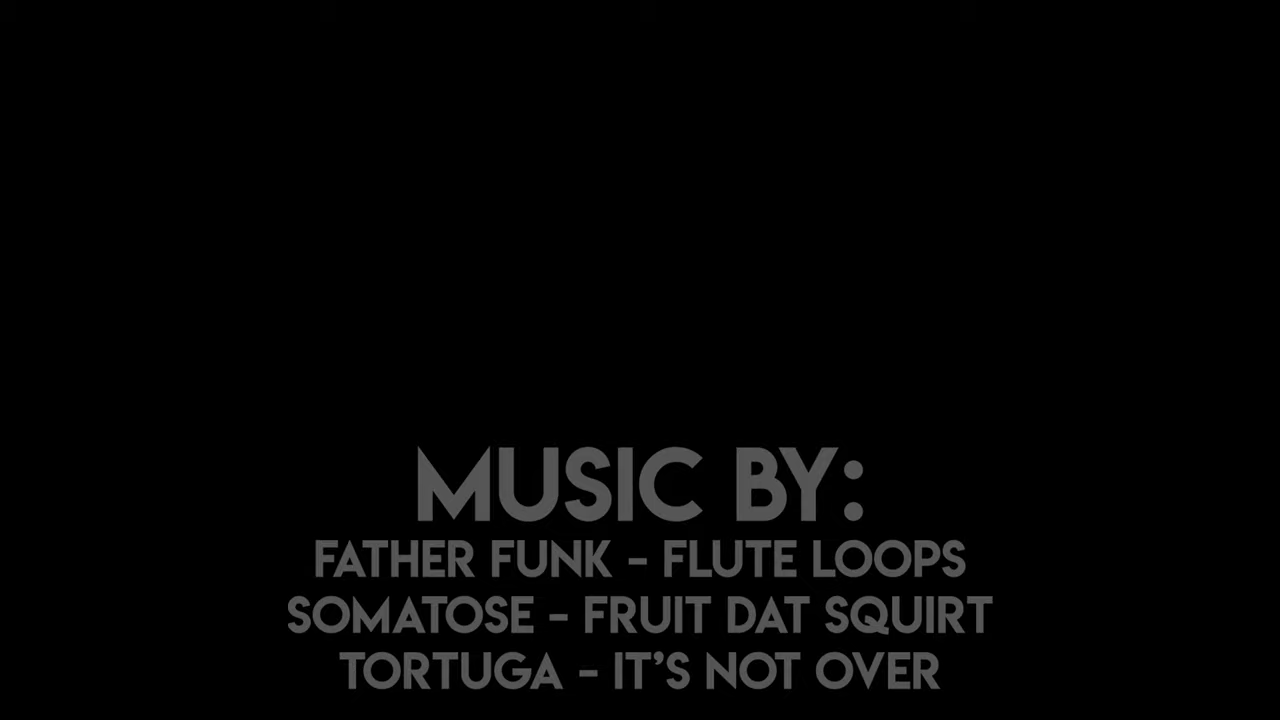 MUSIC BY:
FATHER FUNK - FLUTE LOOPS
SOMATOSE - FRUIT DAT SQUIRT
TORTUGA - IT'S NOT OVER